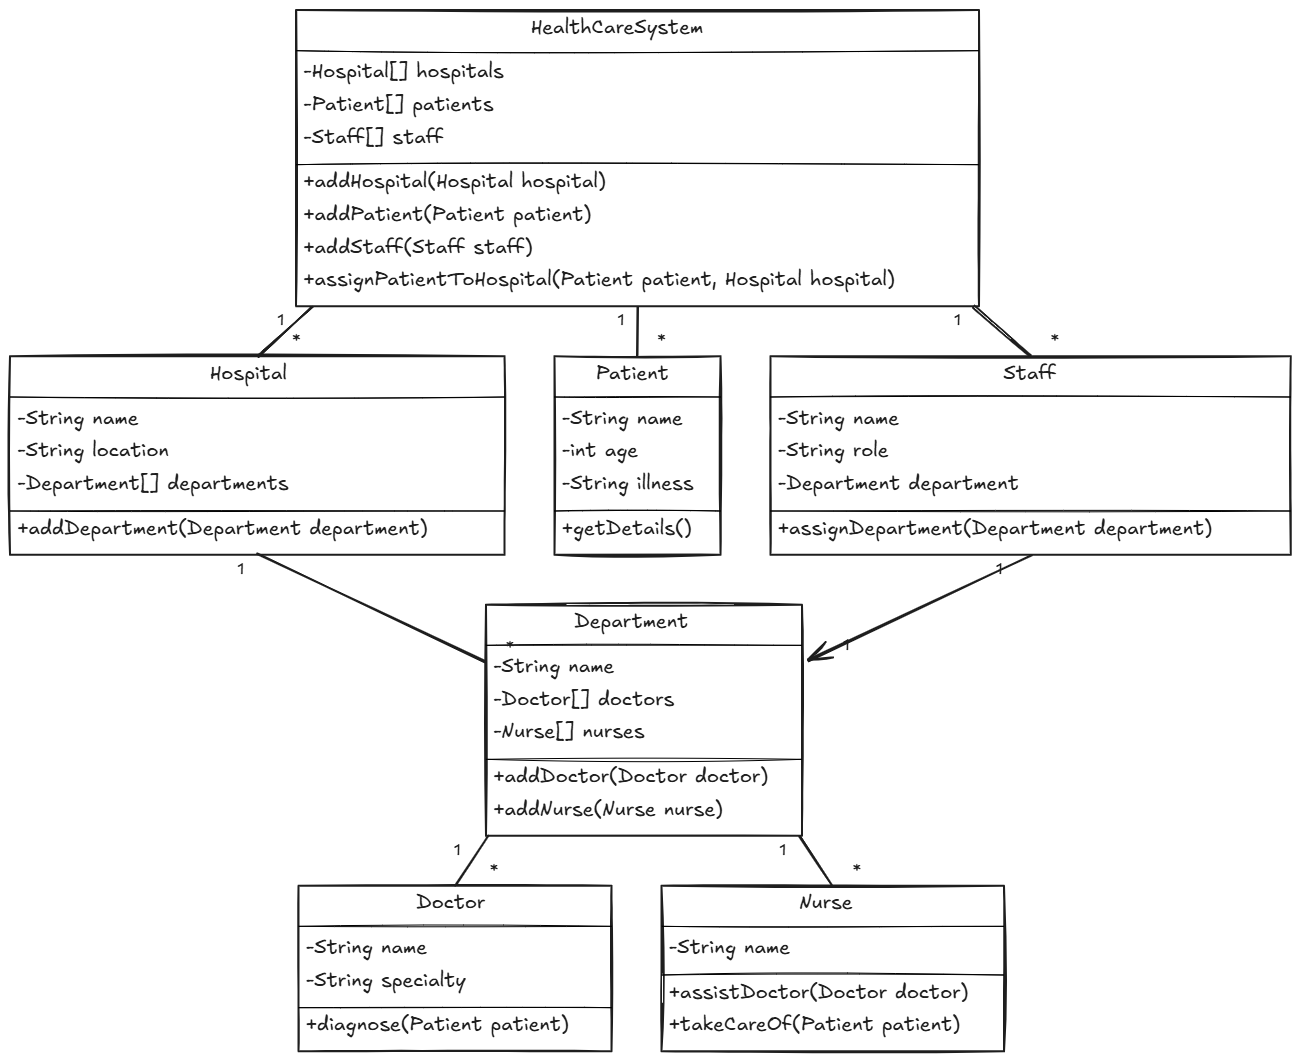 HealthCareSystem
-Hospital[] hospitals
-Patient[] patients
-Staff[] staff
+addHospital(Hospital hospital)
+addPatient(Patient patient)
+addStaff(Staff staff)
+assignPatientToHospital(Patient patient, Hospital hospital)
1
*
1
*
1
*
Hospital
-String name
-String location
-Department[] departments
+addDepartment(Department department)
Patient
-String name
-int age
-String illness
+getDetails()
Staff
-String name
-String role
-Department department
+assignDepartment(Department department)
1
*
1
1
Department
-String name
-Doctor[] doctors
-Nurse[] nurses
+addDoctor(Doctor doctor)
+addNurse(Nurse nurse)
1
*
1
*
Doctor
-String name
-String specialty
+diagnose(Patient patient)
Nurse
-String name
+assistDoctor(Doctor doctor)
+takeCareOf(Patient patient)